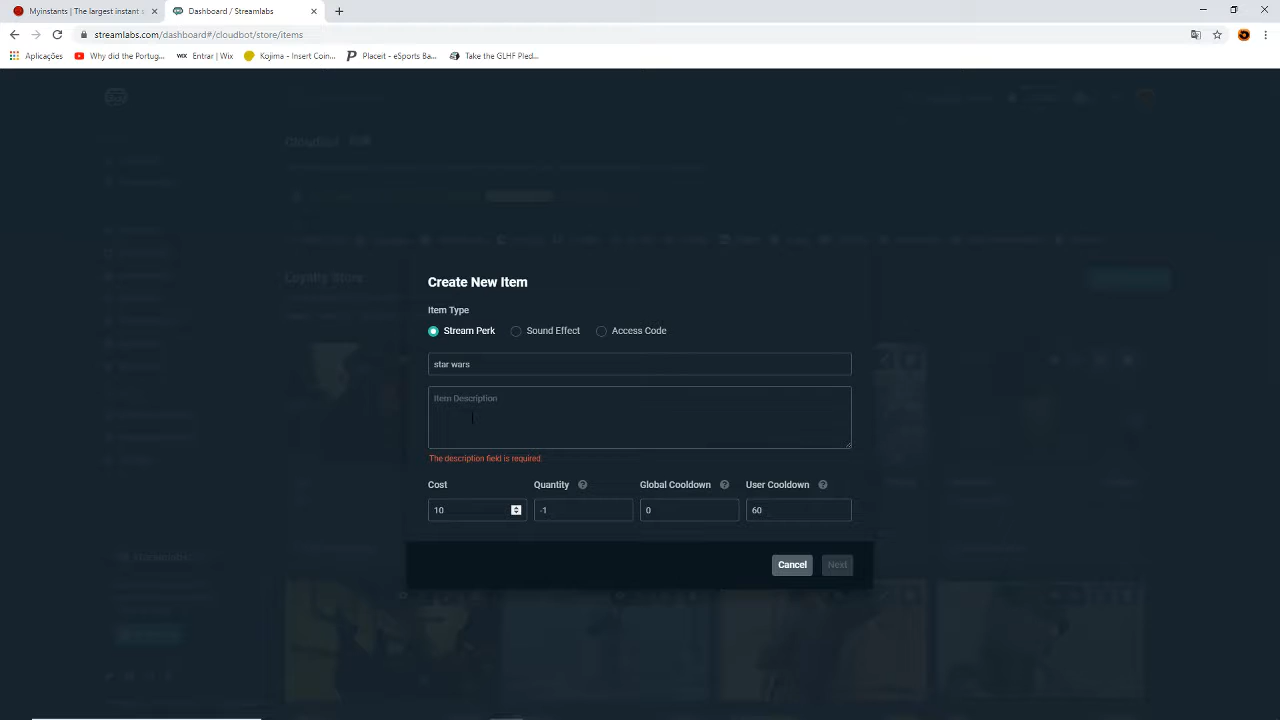 Myinstants | The largest instant s
Dashboard / Streamlabs
streamlabs.com/dashboard#/cloudbot/store/items
Aplicações
Why did the Portug...
Entrar | Wix
Kojima - Insert Coin...
Placeit - eSports Ba...
Take the GLHF Pled...
Cloudbot
Loyalty Store
Create New Item
Item Type
Stream Perk
Sound Effect
Access Code
star wars
Item Description
The description field is required.
Cost
Quantity
Global Cooldown
User Cooldown
10
-1
0
60
Cancel
Next